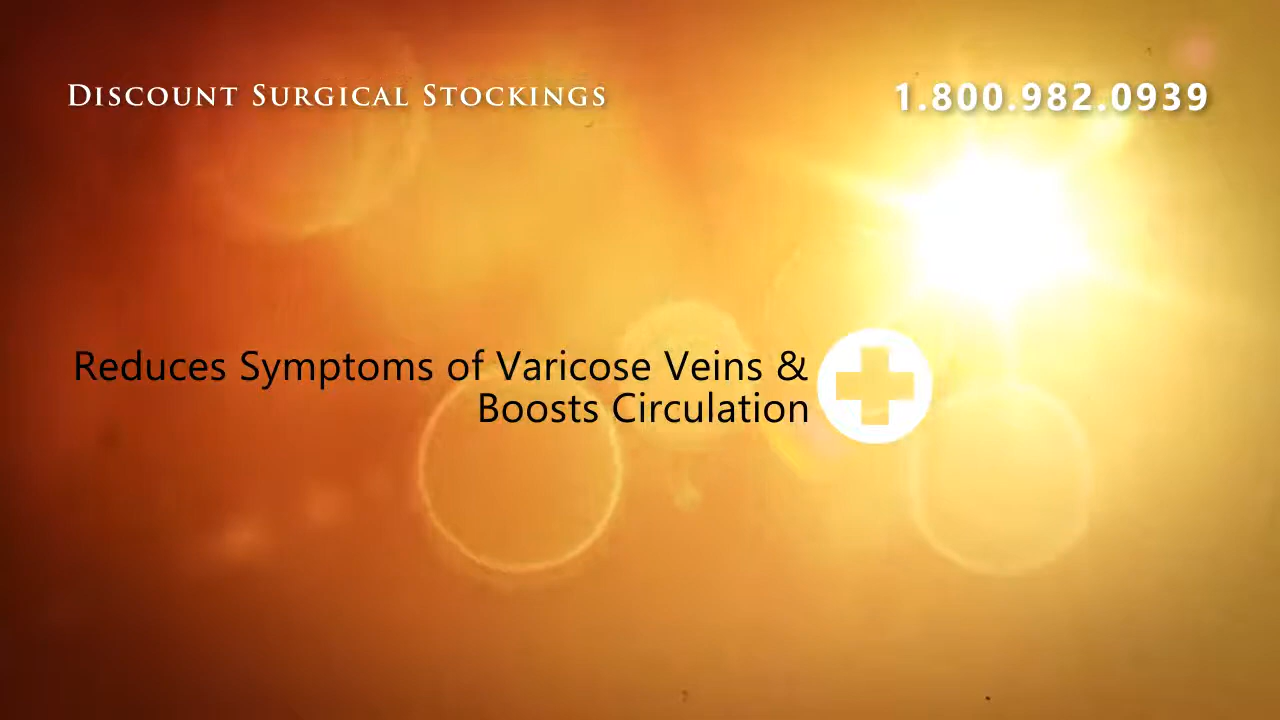 Discount Surgical Stockings
1.800.982.0939
Reduces Symptoms of Varicose Veins &
Boosts Circulation